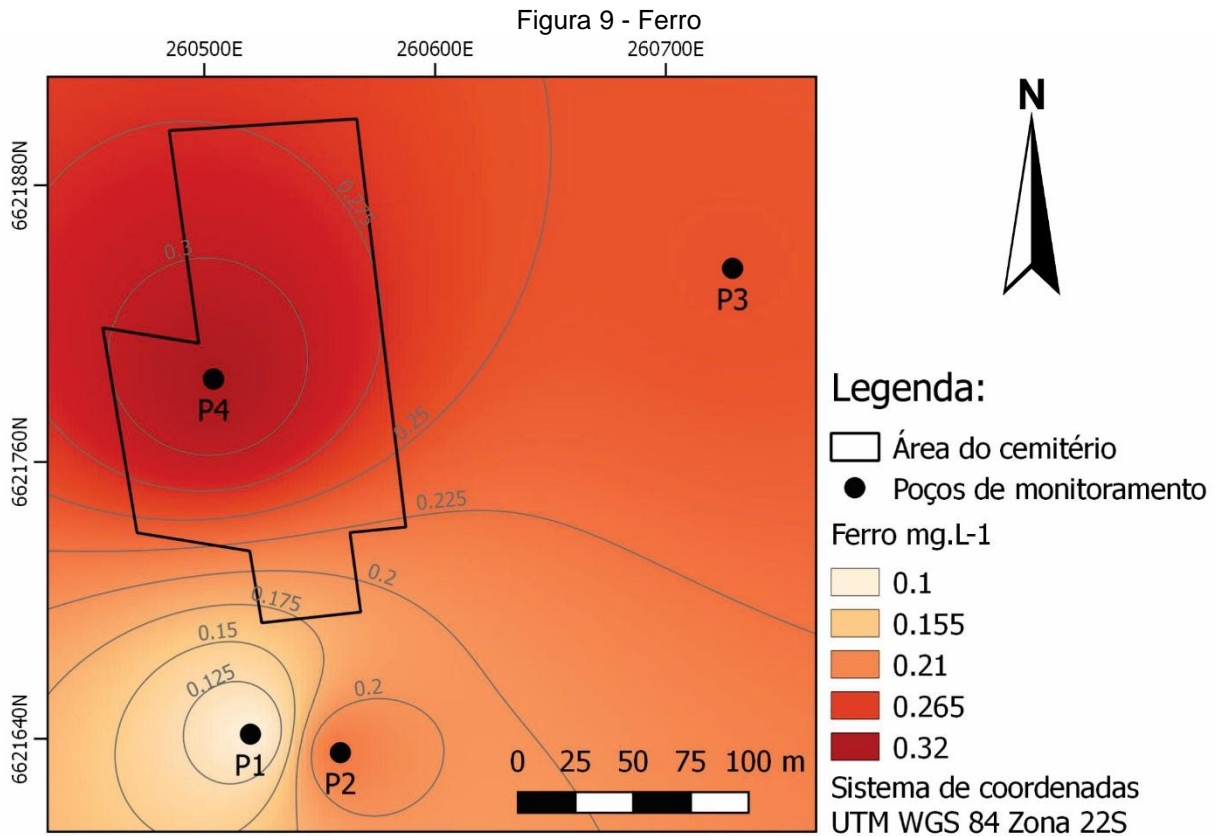 Figura 9 - Ferro
260500E 260600E 260700E
6621880N
6621760N
6621640N
0.275
0.3
0.25
0.225
0.2
0.175
0.15
0.125
0.2
P3
P4
P1
P2
0 25 50 75 100 m
N
Legenda:
Área do cemitério
Poços de monitoramento
Ferro mg.L-1
0.1
0.155
0.21
0.265
0.32
Sistema de coordenadas
UTM WGS 84 Zona 22S